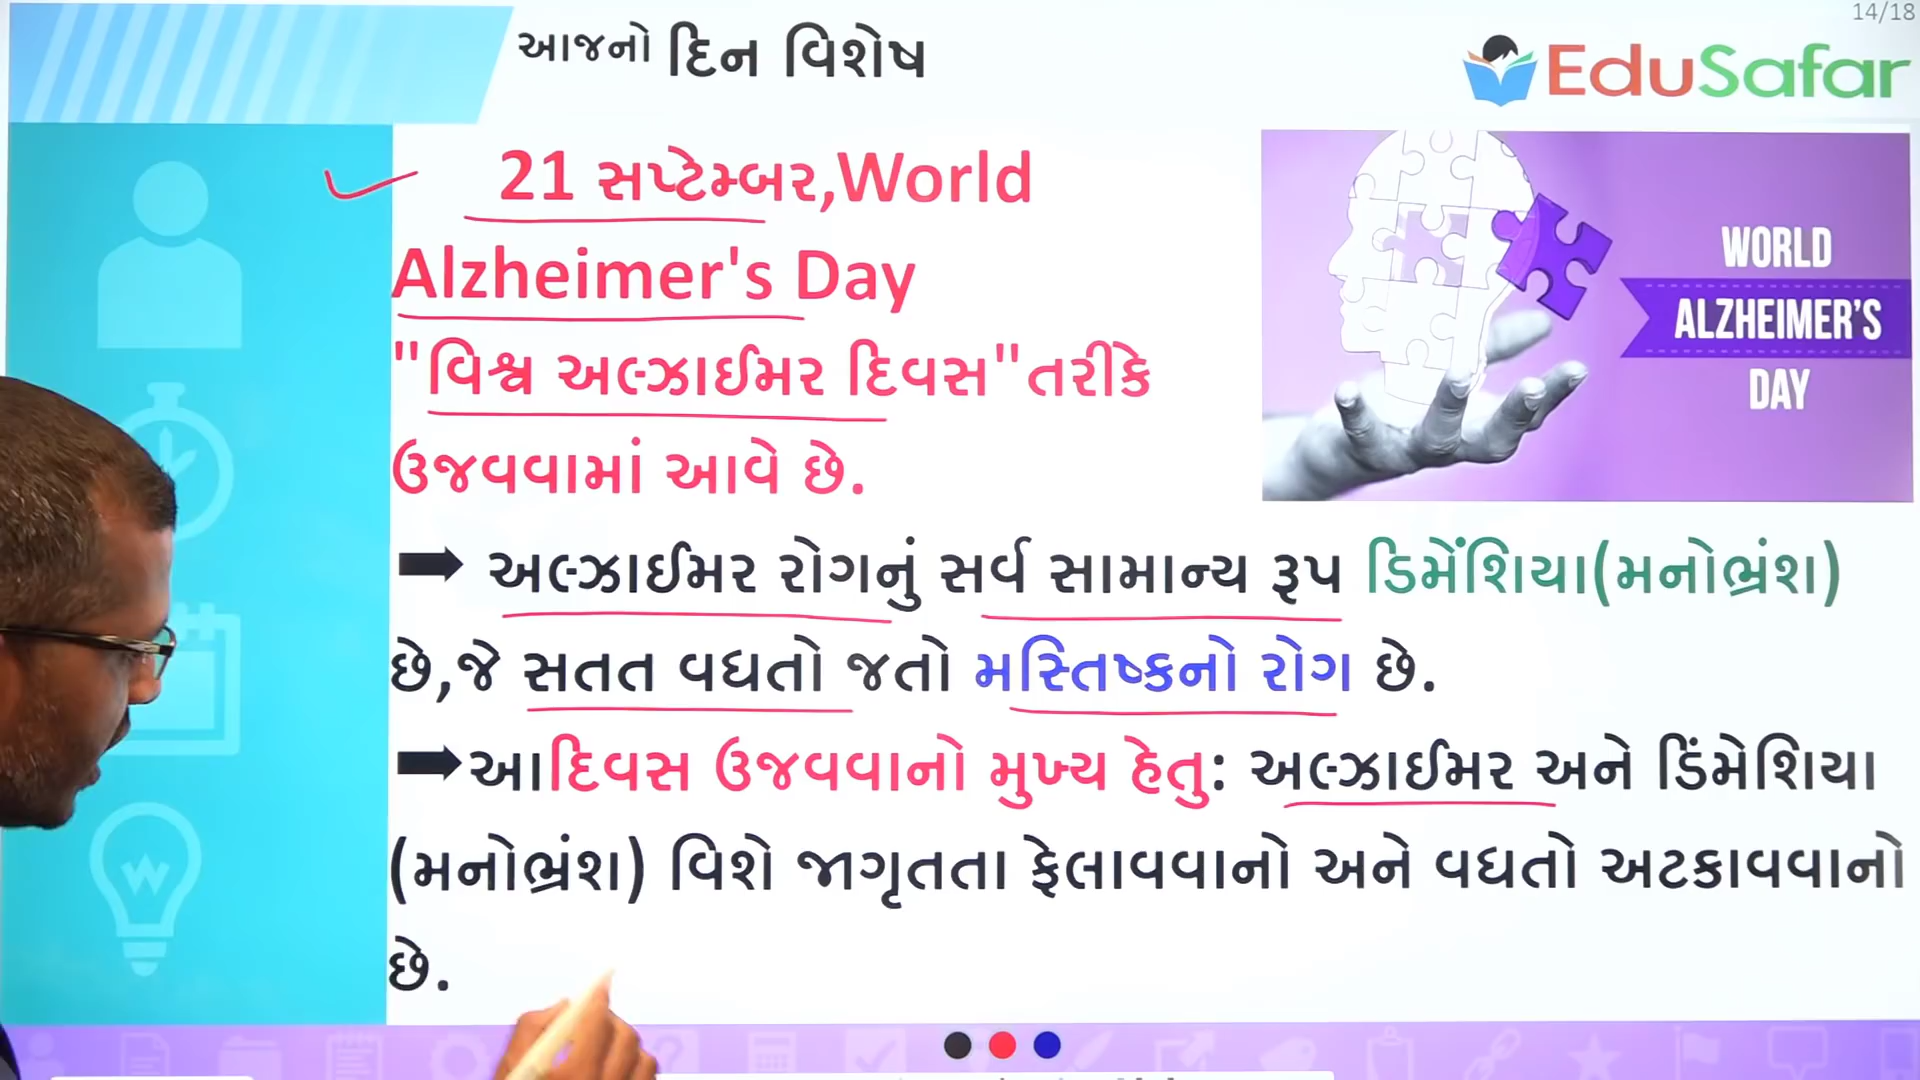 14/18
આજનો દિન વિશેષ
EduSafar
21 સપ્ટેમ્બર,World
Alzheimer's Day
"વિશ્વ અલ્ઝાઈમર દિવસ"તરીકે
ઉજવવામાં આવે છે.
WORLD
ALZHEIMER'S
DAY
➡ અલ્ઝાઈમર રોગનું સર્વ સામાન્ય રૂપ ડિમેંશિયા(મનોભ્રંશ)
છે,જે સતત વધતો જતો મસ્તિષ્કનો રોગ છે.
➡આદિવસ ઉજવવાનો મુખ્ય હેતુ: અલ્ઝાઈમર અને ડિંમેશિયા
(મનોભ્રંશ) વિશે જાગૃતતા ફેલાવવાનો અને વધતો અટકાવવાનો
છે.